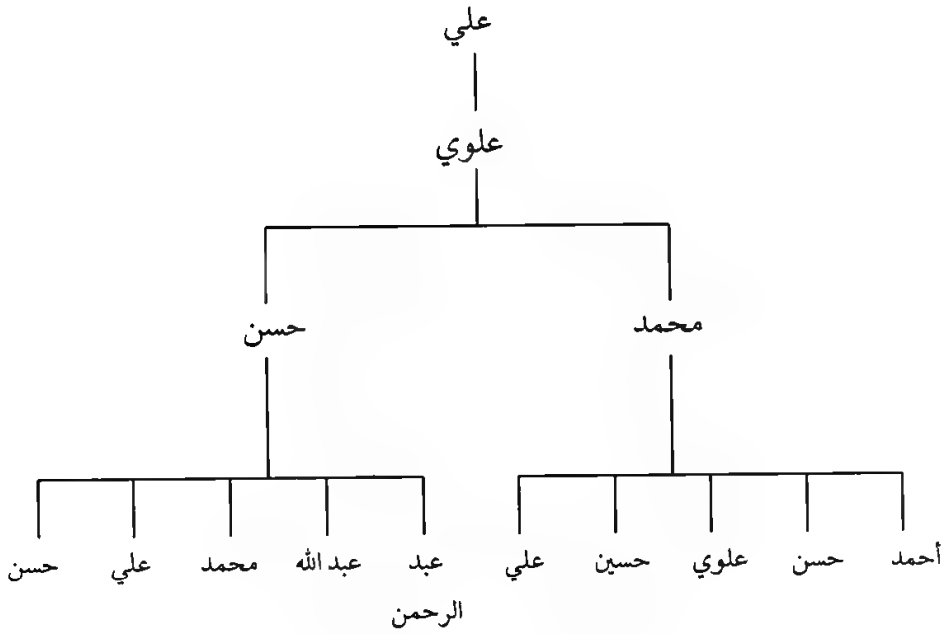 علي
علوي
محمد حسن
أحمد حسن علوي حسين علي عبد عبد الله محمد علي حسن
الرحمن